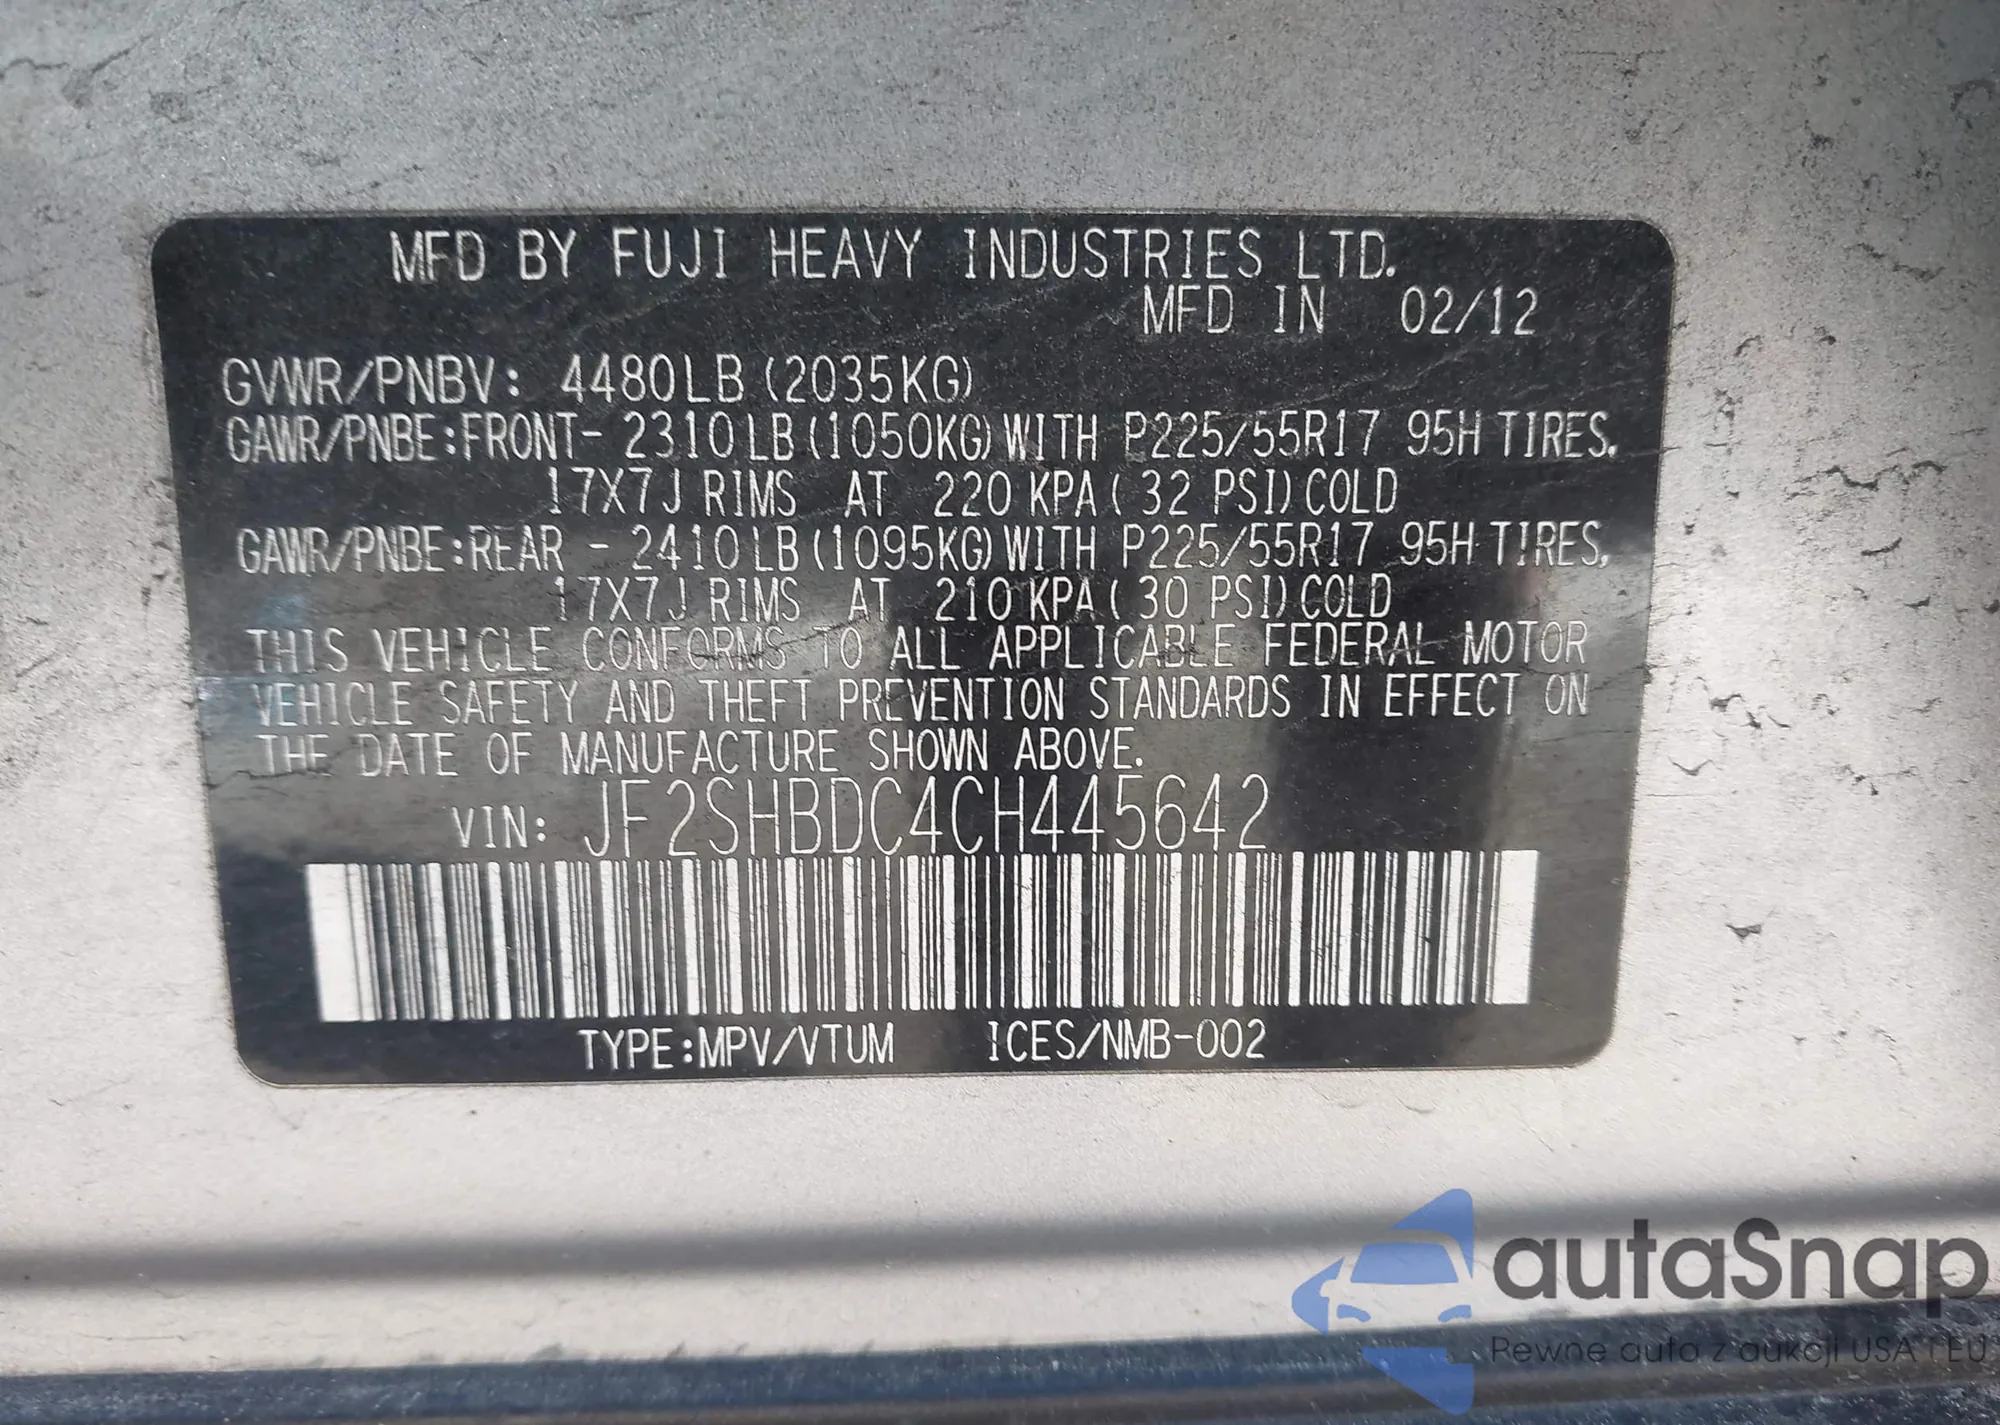 MFD BY FUJI HEAVY INDUSTRIES LTD.
MFD IN 02/12
GVWR/PNBV: 4480LB (2035KG)
GAWR/PNBE:FRONT- 2310LB(1050KG)WITH P225/55R17 95H TIRES,
17X7J RIMS AT 220 KPA( 32 PSI)COLD
GAWR/PNBE:REAR - 2410LB(1095KG)WITH P225/55R17 95H TIRES,
17X7J RIMS AT 210 KPA( 30 PSI)COLD
THIS VEHICLE CONFORMS TO ALL APPLICABLE FEDERAL MOTOR
VEHICLE SAFETY AND THEFT PREVENTION STANDARDS IN EFFECT ON
THE DATE OF MANUFACTURE SHOWN ABOVE.
VIN: JF2SHBDC4CH445642
TYPE:MPV/VTUM ICES/NMB-002
autaSnap
Pewne auto z aukcji USA i EU